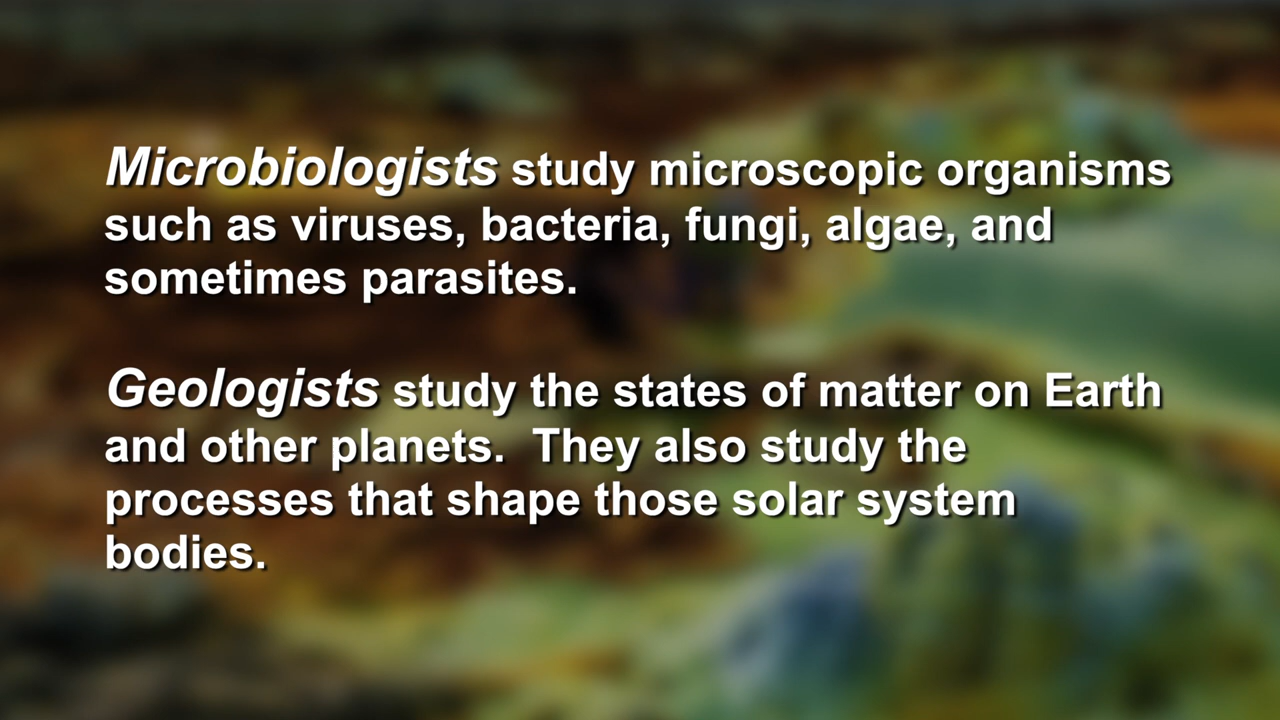 Microbiologists study microscopic organisms
such as viruses, bacteria, fungi, algae, and
sometimes parasites.
Geologists study the states of matter on Earth
and other planets.  They also study the
processes that shape those solar system
bodies.